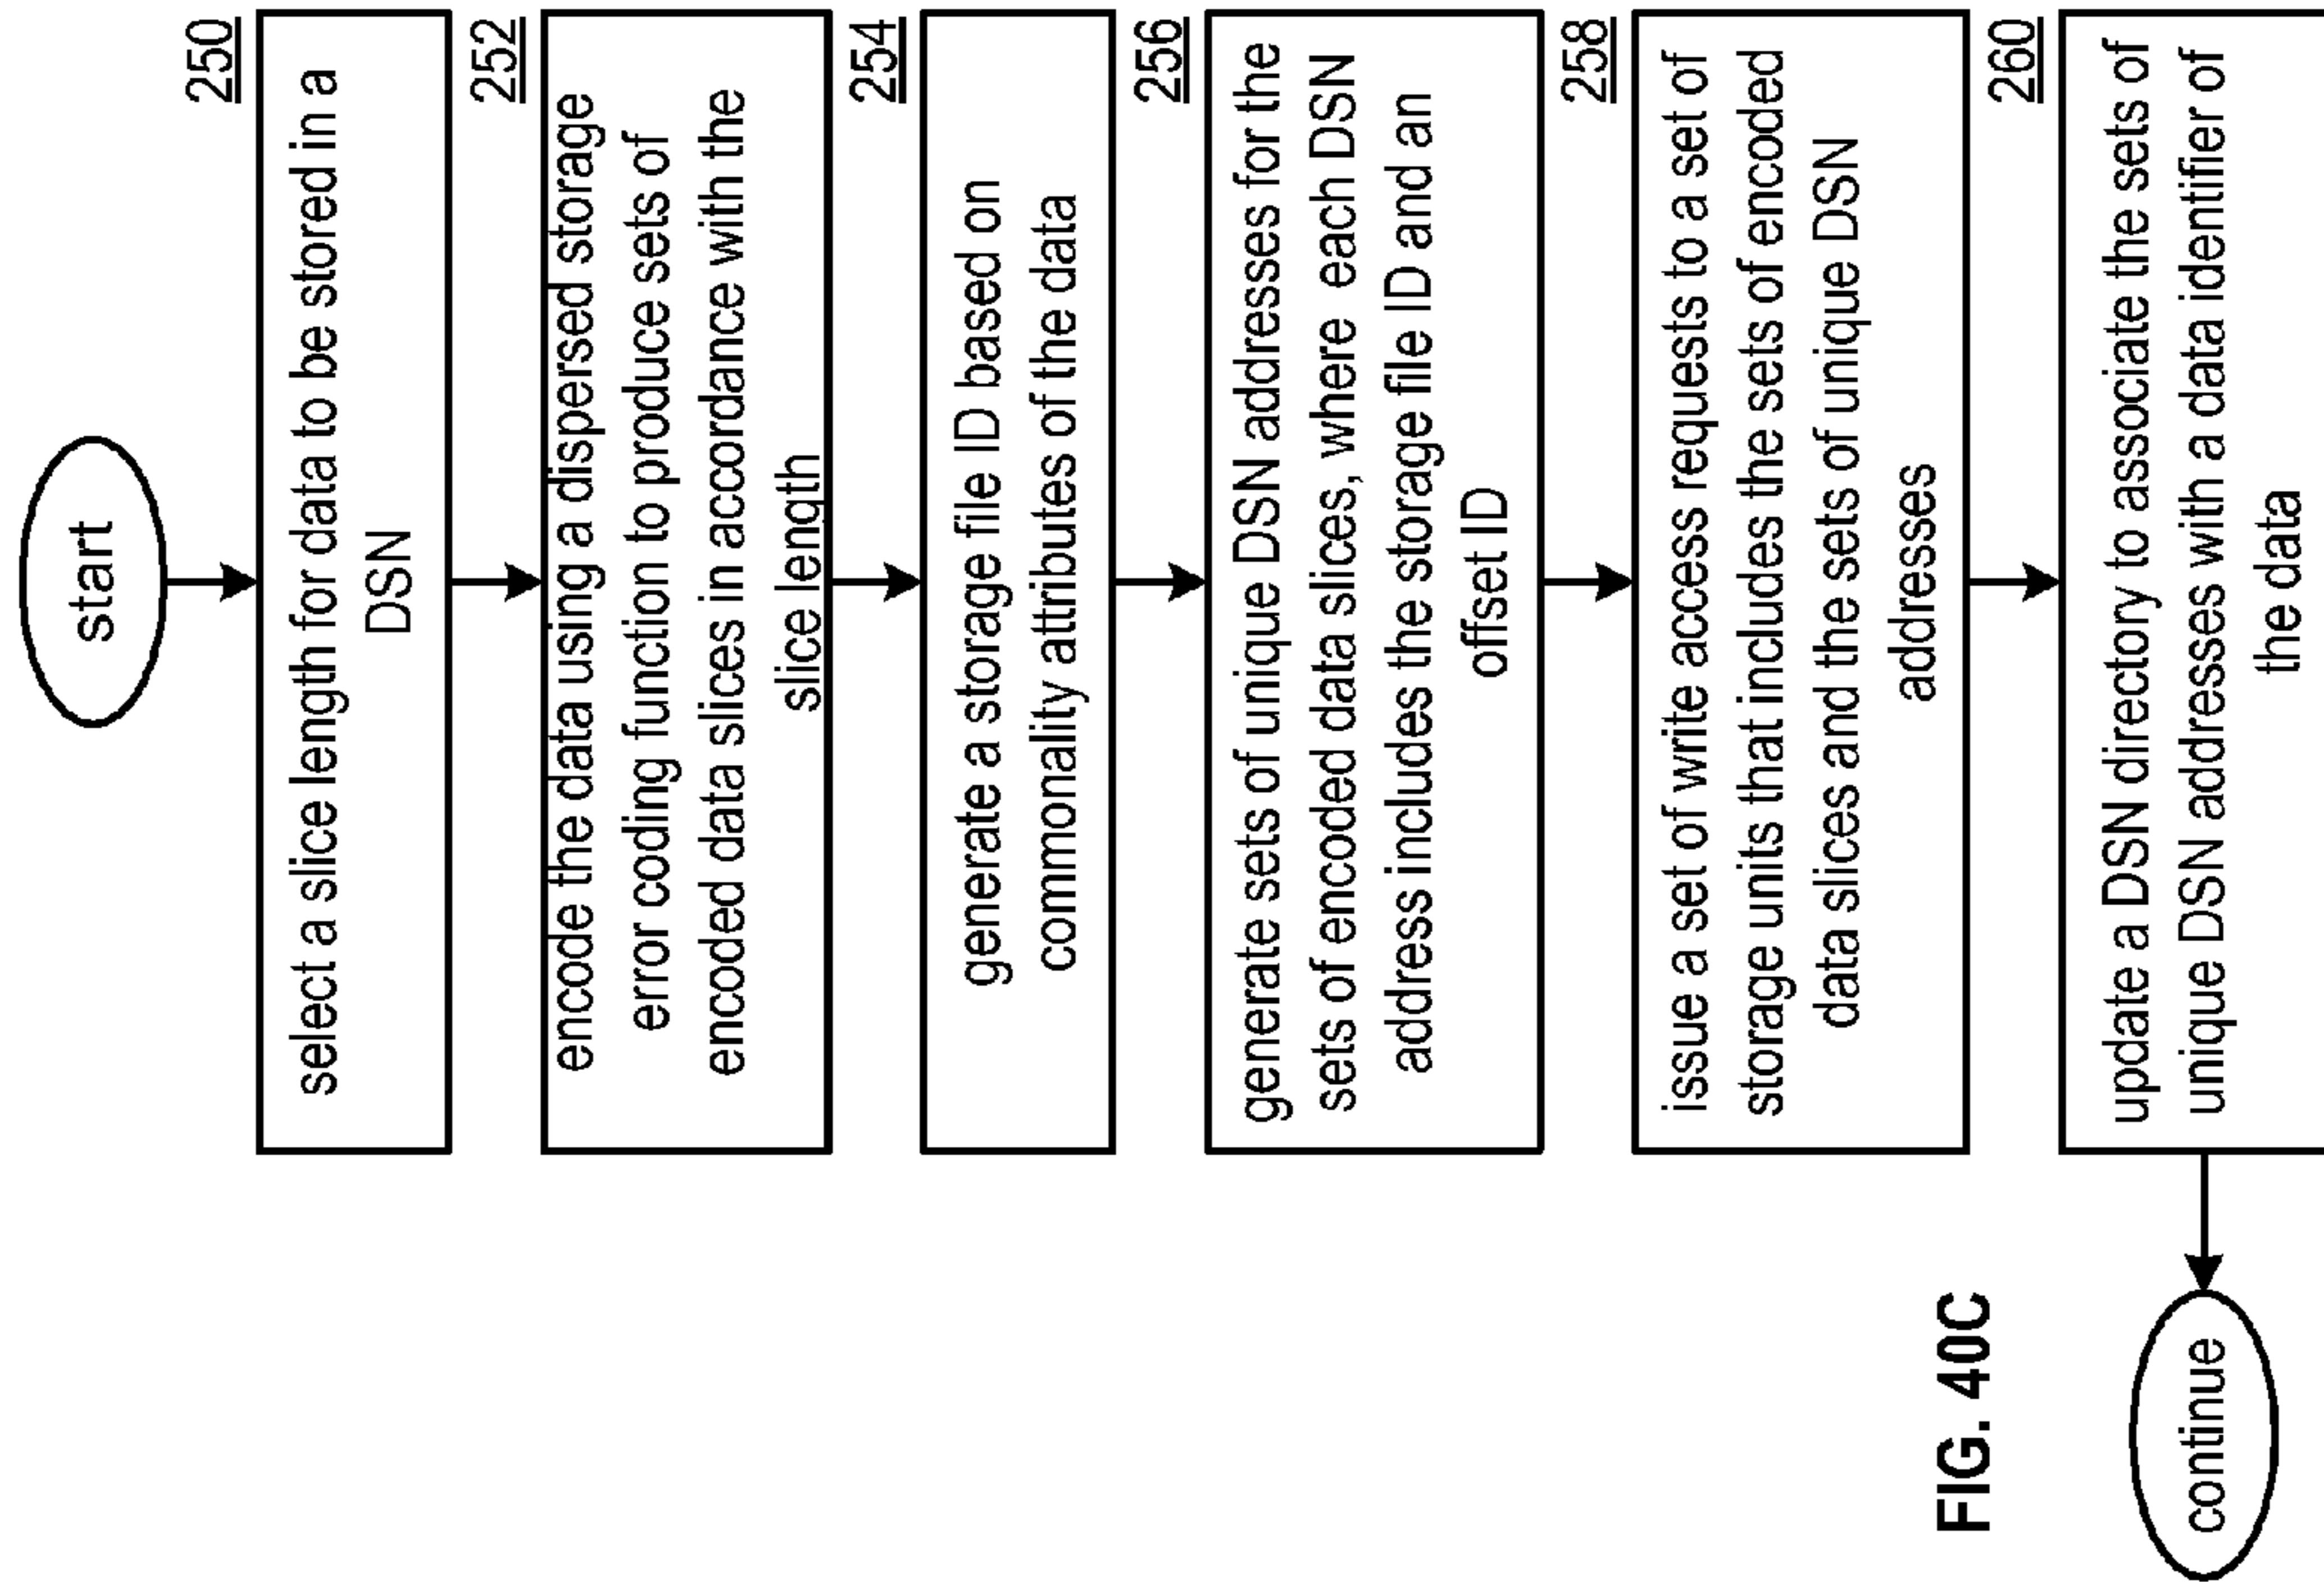 start
250
select a slice length for data to be stored in a
DSN
252
encode the data using a dispersed storage
error coding function to produce sets of
encoded data slices in accordance with the
slice length
254
generate a storage file ID based on
commonality attributes of the data
256
generate sets of unique DSN addresses for the
sets of encoded data slices, where each DSN
address includes the storage file ID and an
offset ID
258
issue a set of write access requests to a set of
storage units that includes the sets of encoded
data slices and the sets of unique DSN
addresses
260
update a DSN directory to associate the sets of
unique DSN addresses with a data identifier of
the data
continue
FIG. 40C